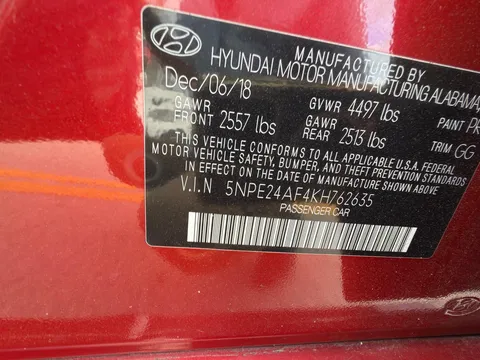 MANUFACTURED BY
HYUNDAI MOTOR MANUFACTURING ALABAMA,
Dec/06/18
GVWR 4497 lbs
PAINT PR
GAWR FRONT 2557 lbs
GAWR REAR 2513 lbs
TRIM GG
THIS VEHICLE CONFORMS TO ALL APPLICABLE U.S.A. FEDERAL
MOTOR VEHICLE SAFETY, BUMPER, AND THEFT PREVENTION STANDARDS
IN EFFECT ON THE DATE OF MANUFACTURE SHOWN ABOVE.
V.I.N 5NPE24AF4KH762635
PASSENGER CAR